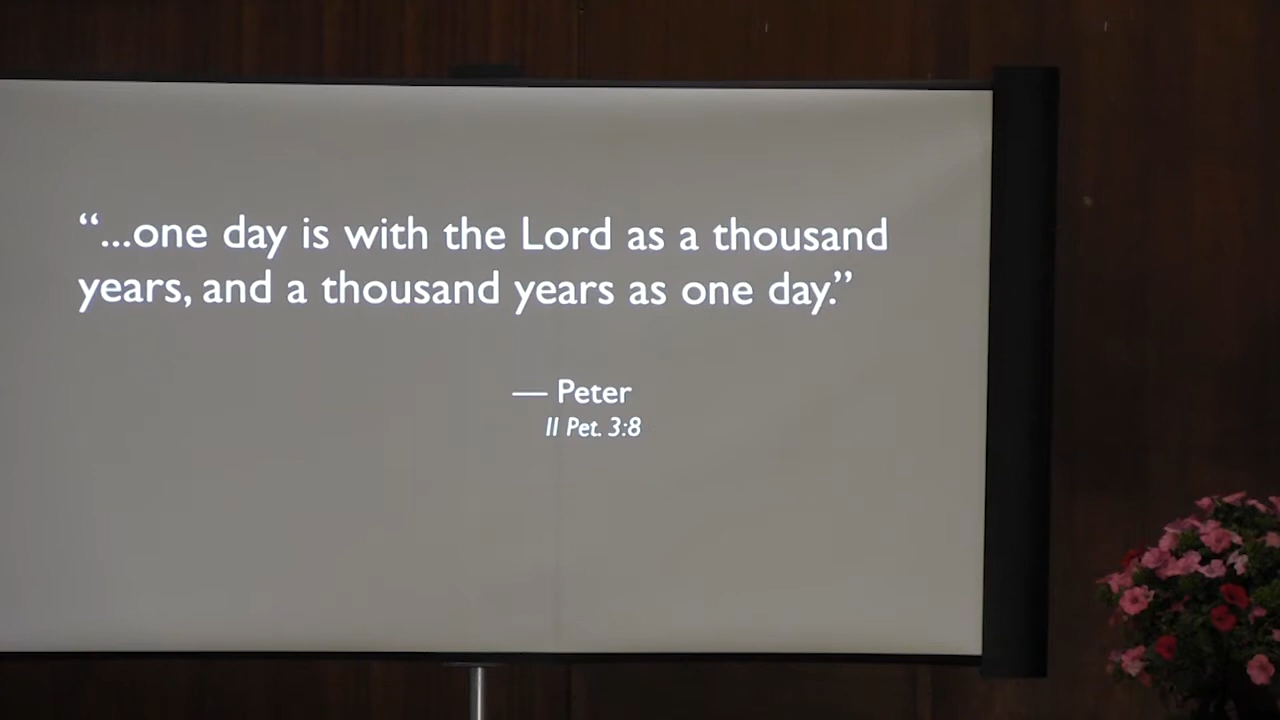 “...one day is with the Lord as a thousand
years, and a thousand years as one day.”
— Peter
II Pet. 3:8